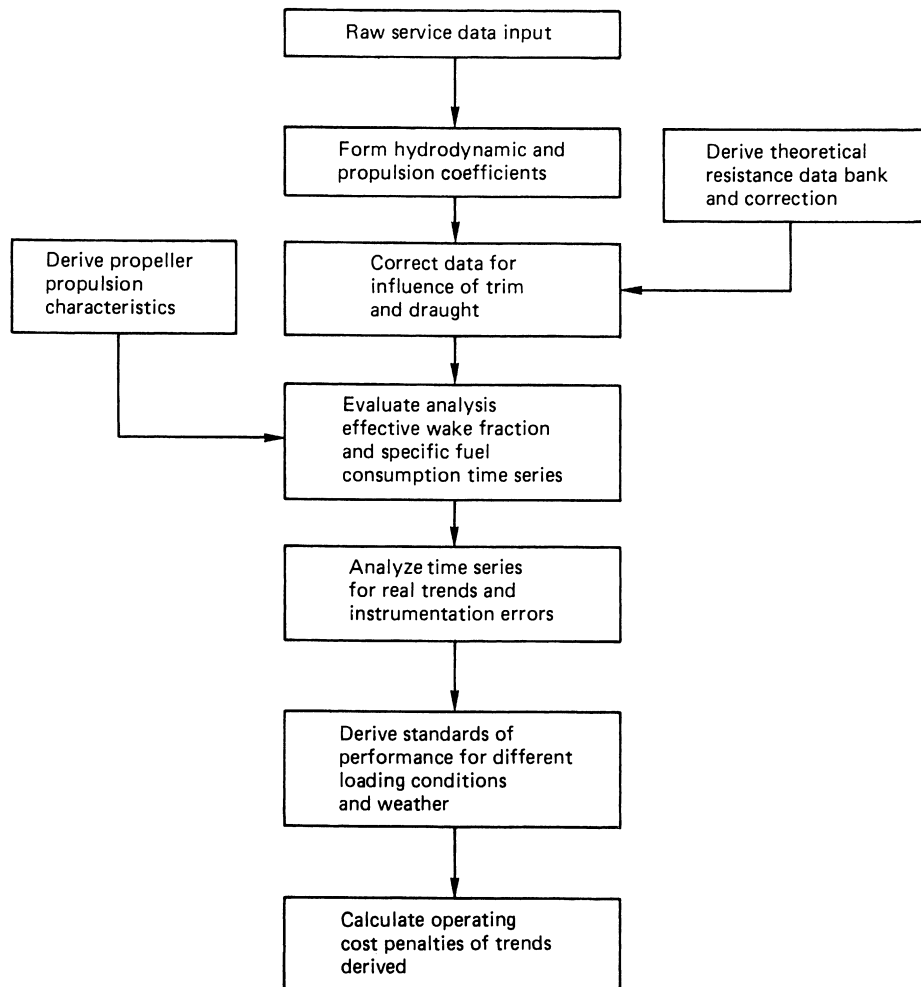 Raw service data input
Form hydrodynamic and
propulsion coefficients
Derive theoretical
resistance data bank
and correction
Derive propeller
propulsion
characteristics
Correct data for
influence of trim
and draught
Evaluate analysis
effective wake fraction
and specific fuel
consumption time series
Analyze time series
for real trends and
instrumentation errors
Derive standards of
performance for different
loading conditions
and weather
Calculate operating
cost penalties of trends
derived